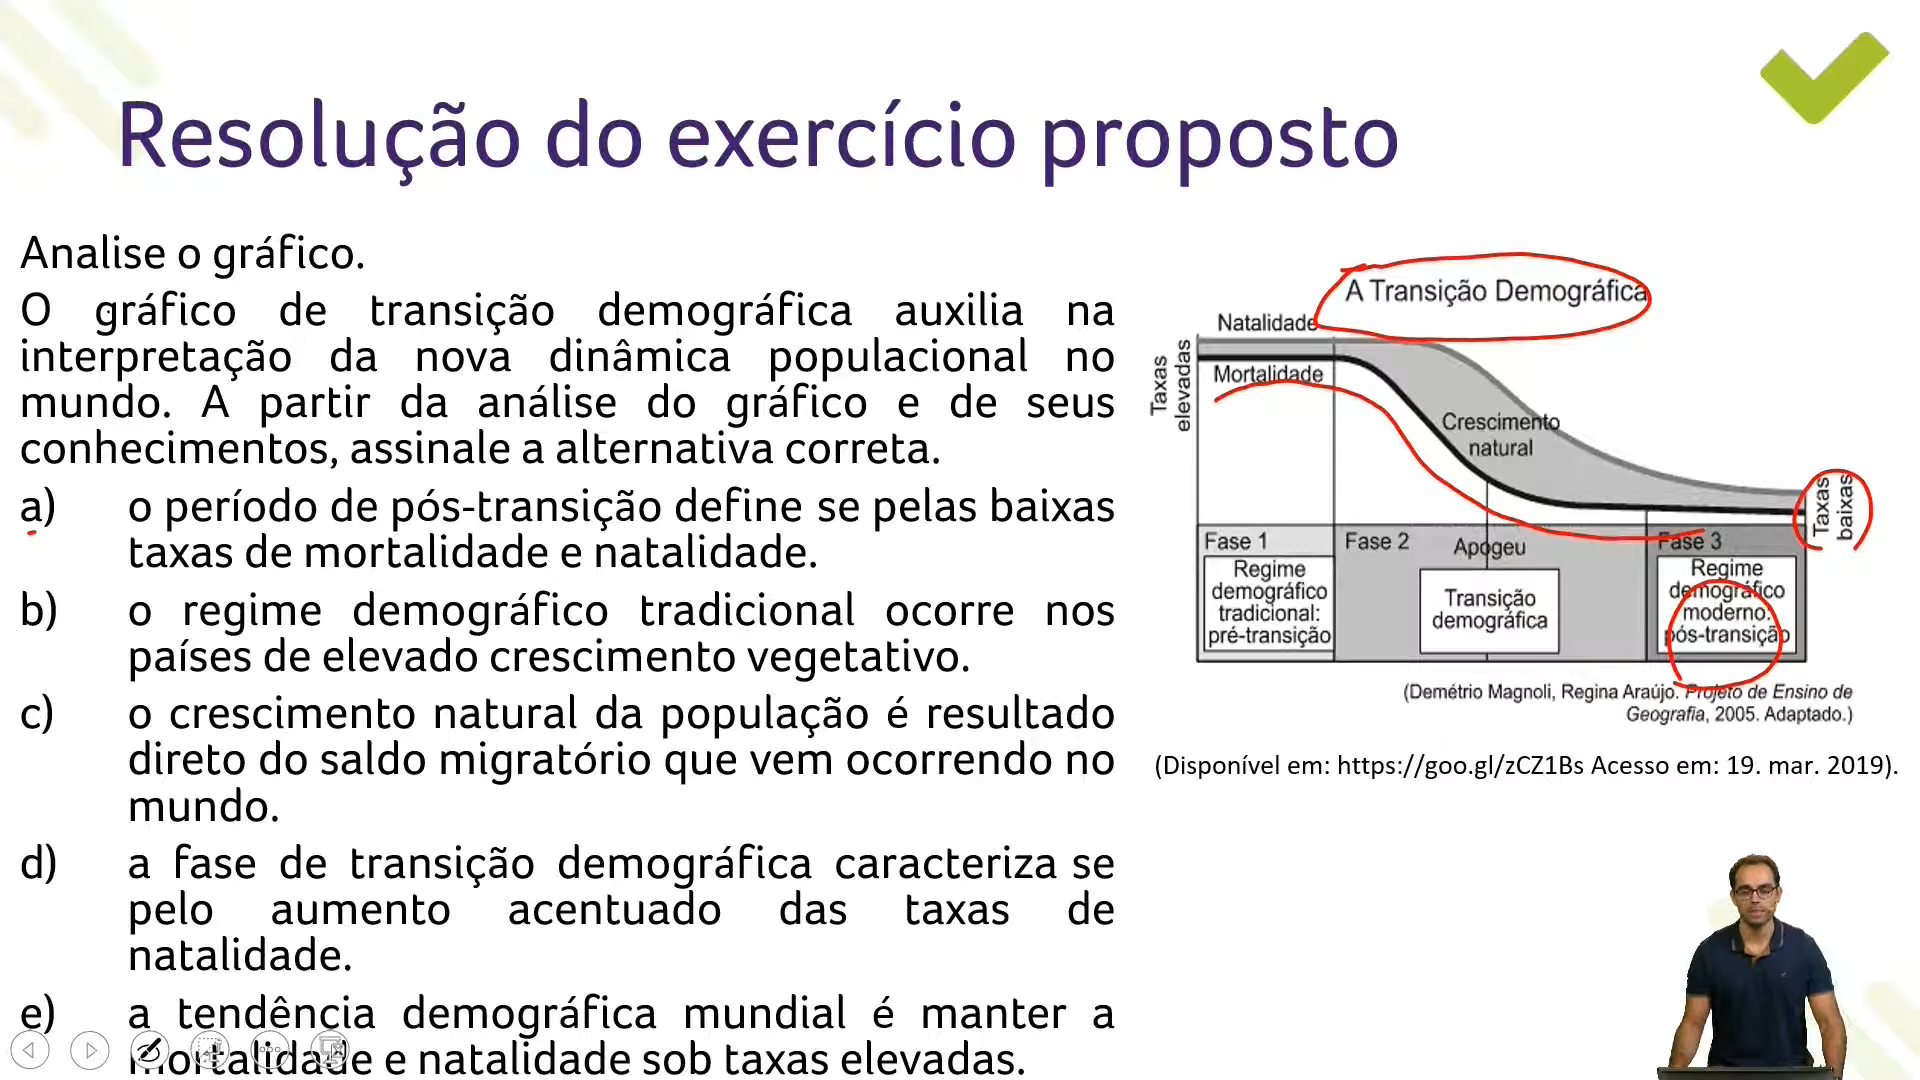 Resolução do exercício proposto
Analise o gráfico.
O gráfico de transição demográfica auxilia na
interpretação da nova dinâmica populacional no
mundo. A partir da análise do gráfico e de seus
conhecimentos, assinale a alternativa correta.
a) o período de pós-transição define se pelas baixas
taxas de mortalidade e natalidade.
b) o regime demográfico tradicional ocorre nos
países de elevado crescimento vegetativo.
c) o crescimento natural da população é resultado
direto do saldo migratório que vem ocorrendo no
mundo.
d) a fase de transição demográfica caracteriza se
pelo aumento acentuado das taxas de
natalidade.
e) a tendência demográfica mundial é manter a
mortalidade e natalidade sob taxas elevadas.
A Transição Demográfica
Natalidade
Mortalidade
Taxas
elevadas
Crescimento
natural
Taxas
baixas
Fase 1
Regime
demográfico
tradicional:
pré-transição
Fase 2
Apogeu
Transição
demográfica
Fase 3
Regime
demográfico
moderno:
pós-transição
(Demétrio Magnoli, Regina Araújo. Projeto de Ensino de
Geografia, 2005. Adaptado.)
(Disponível em: https://goo.gl/zCZ1Bs Acesso em: 19. mar. 2019).